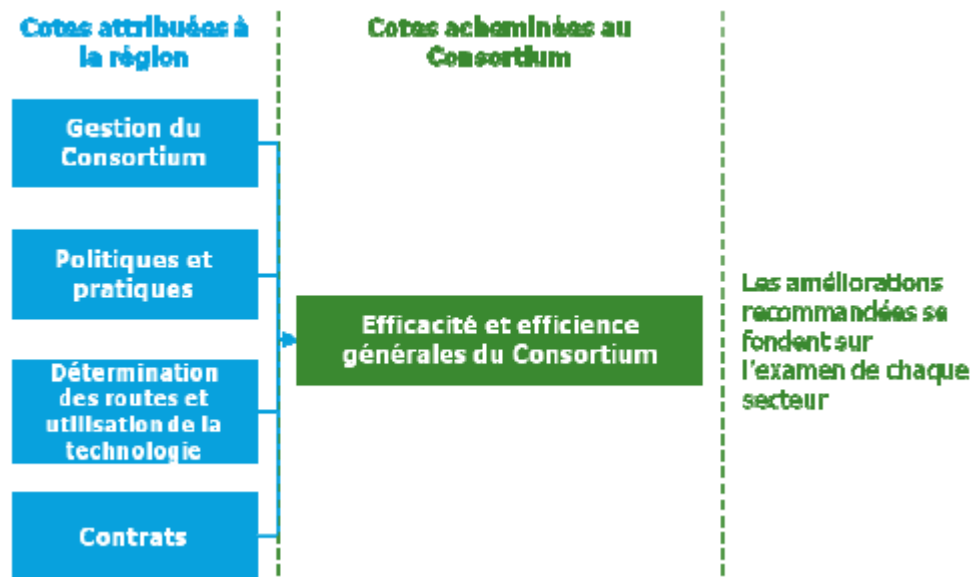 Cotes attribuées à
la région
Cotes acheminées au
Consortium
Gestion du
Consortium
Politiques et
pratiques
Détermination
des routes et
utilisation de la
technologie
Contrats
Efficacité et efficience
générales du Consortium
Les améliorations
recommandées se
fondent sur
l'examen de chaque
secteur